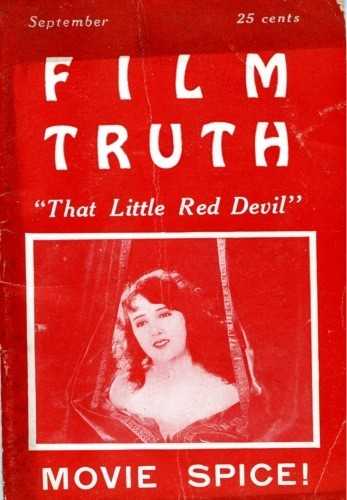 September 25 cents
FILM
TRUTH
"That Little Red Devil"
MOVIE SPICE!